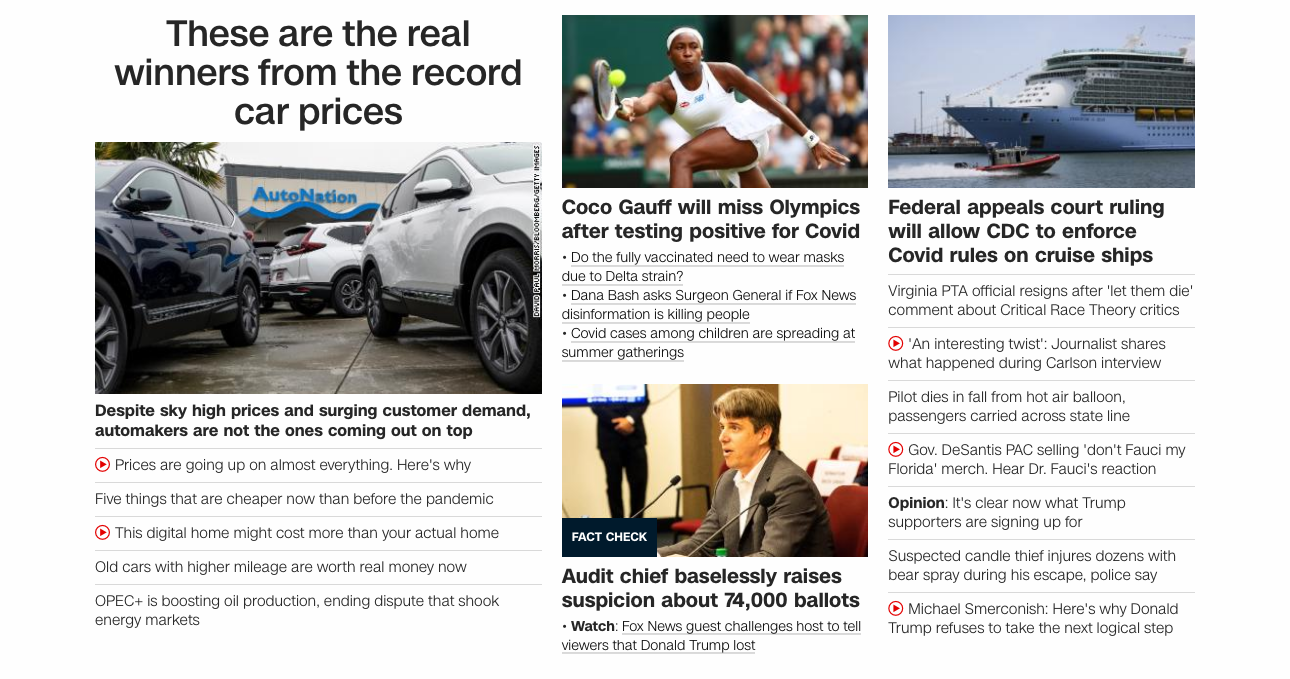 These are the real
winners from the record
car prices
AutoNation
DAVID PAUL MORRIS/BLOOMBERG/GETTY IMAGES
Despite sky high prices and surging customer demand,
automakers are not the ones coming out on top
Prices are going up on almost everything. Here's why
Five things that are cheaper now than before the pandemic
This digital home might cost more than your actual home
Old cars with higher mileage are worth real money now
OPEC+ is boosting oil production, ending dispute that shook
energy markets
Coco Gauff will miss Olympics
after testing positive for Covid
• Do the fully vaccinated need to wear masks
due to Delta strain?
• Dana Bash asks Surgeon General if Fox News
disinformation is killing people
• Covid cases among children are spreading at
summer gatherings
FACT CHECK
Audit chief baselessly raises
suspicion about 74,000 ballots
• Watch: Fox News guest challenges host to tell
viewers that Donald Trump lost
Federal appeals court ruling
will allow CDC to enforce
Covid rules on cruise ships
Virginia PTA official resigns after 'let them die'
comment about Critical Race Theory critics
'An interesting twist': Journalist shares
what happened during Carlson interview
Pilot dies in fall from hot air balloon,
passengers carried across state line
Gov. DeSantis PAC selling 'don't Fauci my
Florida' merch. Hear Dr. Fauci's reaction
Opinion: It's clear now what Trump
supporters are signing up for
Suspected candle thief injures dozens with
bear spray during his escape, police say
Michael Smerconish: Here's why Donald
Trump refuses to take the next logical step